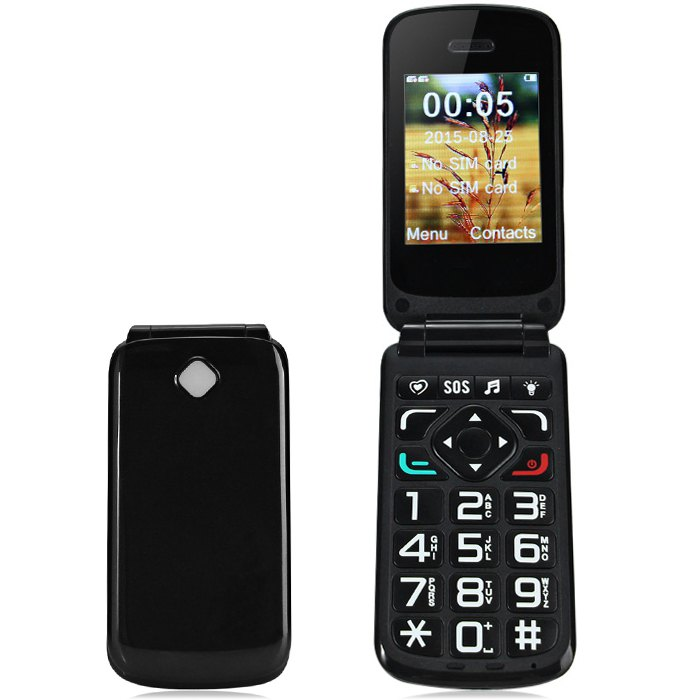 00:05
2015-08-25
No SIM card
No SIM card
Menu Contacts
SOS
1 2 ABC 3 DEF
4 GHI 5 JKL 6 MNO
7 PQRS 8 TUV 9 WXYZ
* 0 + #